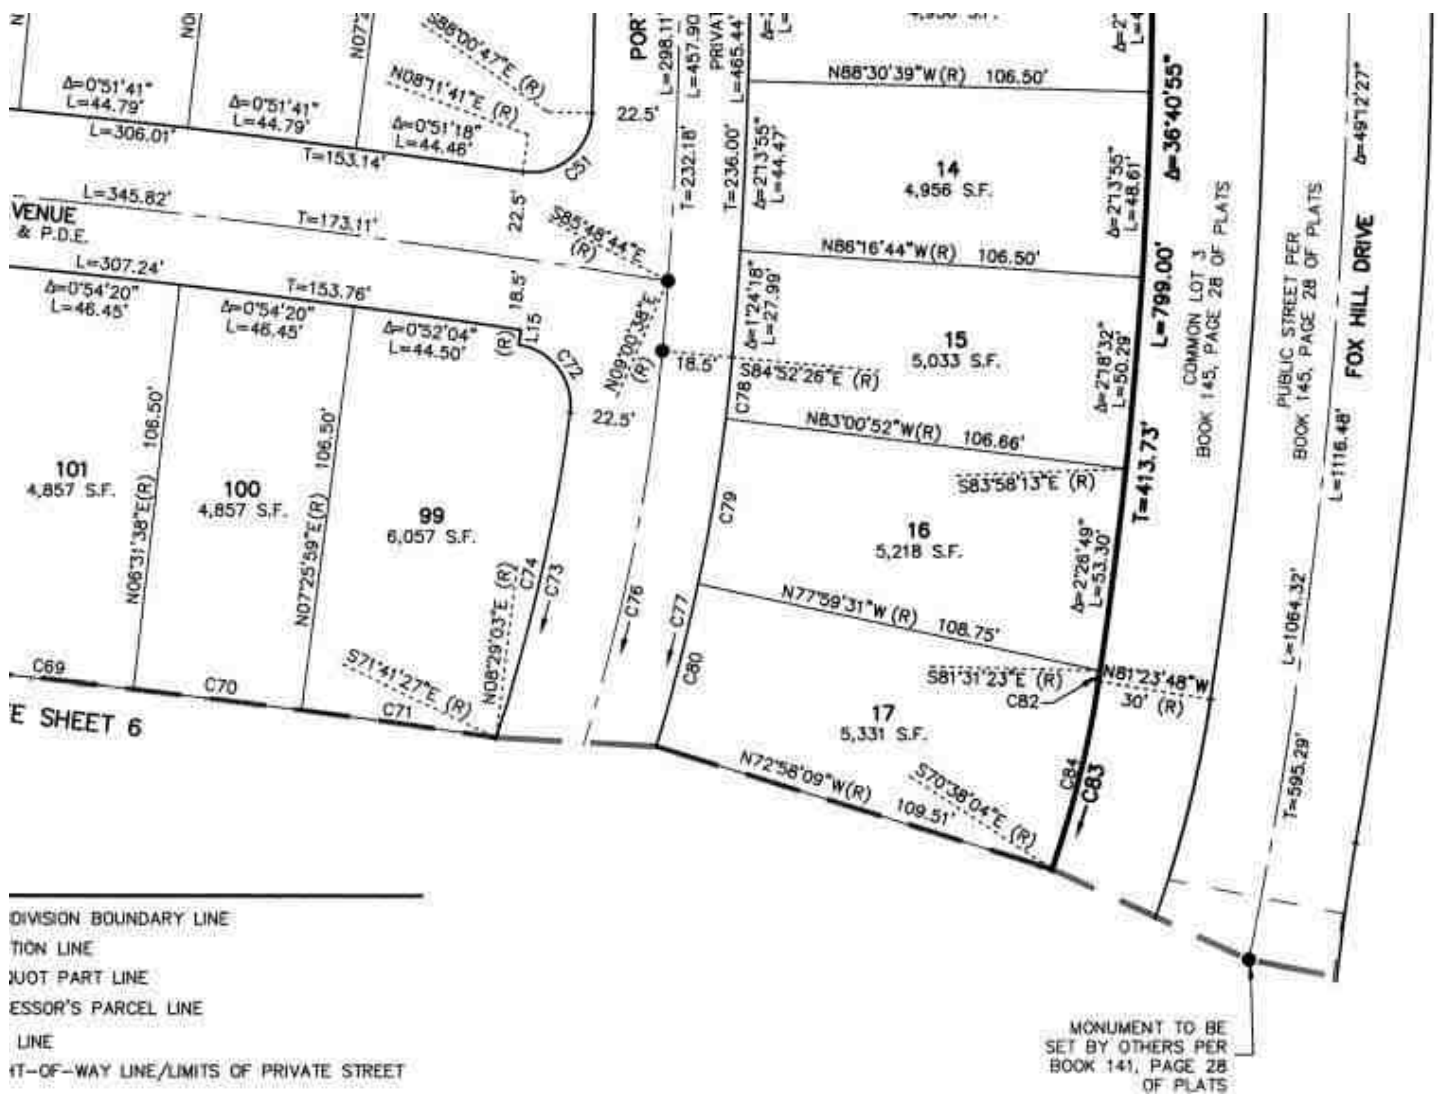 N
N07°2
S88°00'47"E (R)
N08°11'41"E (R)
Δ=0°51'41"
L=44.79'
Δ=0°51'41"
L=44.79'
Δ=0°51'18"
L=44.46'
L=306.01'
T=153.14'
C51
22.5'
22.5'
POR
L=298.11'
L=457.90
PRIVAT
L=465.44'
T=232.18'
T=236.00'
4,956 S.F.
N88°30'39"W(R) 106.50'
Δ=2°13'55"
L=44.47'
14
4,956 S.F.
Δ=2°13'55"
L=48.61'
Δ=36°40'55"
Δ=49°12'27"
L=345.82'
T=173.11'
VENUE
& P.D.E.
S85°48'44"E
(R)
N86°16'44"W(R) 106.50'
L=307.24'
T=153.76'
18.5'
L15
(R)
C72
Δ=0°54'20"
L=46.45'
Δ=0°54'20"
L=46.45'
Δ=0°52'04"
L=44.50'
N09°00'38"E
(R)
18.5'
S84°52'26"E (R)
Δ=1°24'18"
L=27.99'
C78
15
5,033 S.F.
Δ=2°18'32"
L=50.29'
L=799.00'
COMMON LOT 3
BOOK 145, PAGE 28 OF PLATS
PUBLIC STREET PER
BOOK 145, PAGE 28 OF PLATS
FOX HILL DRIVE
22.5'
N83°00'52"W(R) 106.66'
S83°58'13"E (R)
T=413.73'
L=1116.48'
101
4,857 S.F.
N06°31'38"E(R) 106.50'
100
4,857 S.F.
N07°25'59"E(R) 106.50'
99
6,057 S.F.
C79
16
5,218 S.F.
Δ=2°26'49"
L=53.30'
N08°29'03"E (R)
C74
C73
C76
C77
N77°59'31"W (R) 108.75'
L=1064.32'
C69
C70
C71
S71°41'27"E (R)
C80
S81°31'23"E (R)
C82
N81°23'48"W
30' (R)
E SHEET 6
17
5,331 S.F.
N72°58'09"W(R) 109.51'
S70°38'04"E (R)
C84
C83
T=595.29'
DIVISION BOUNDARY LINE
TION LINE
QUOT PART LINE
ESSOR'S PARCEL LINE
LINE
HT-OF-WAY LINE/LIMITS OF PRIVATE STREET
MONUMENT TO BE
SET BY OTHERS PER
BOOK 141, PAGE 28
OF PLATS